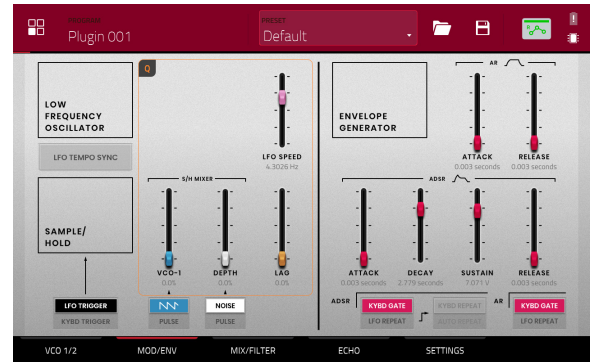 PROGRAM
Plugin 001
PRESET
Default
Q
LOW
FREQUENCY
OSCILLATOR
LFO TEMPO SYNC
LFO SPEED
4.3026 Hz
SAMPLE/
HOLD
S/H MIXER
VCO-1
0.0%
DEPTH
0.0%
LAG
0.0%
LFO TRIGGER
KYBD TRIGGER
PULSE
NOISE
PULSE
ENVELOPE
GENERATOR
AR
ATTACK
0.003 seconds
RELEASE
0.003 seconds
ADSR
ATTACK
0.003 seconds
DECAY
2.779 seconds
SUSTAIN
7.071 V
RELEASE
0.003 seconds
ADSR
KYBD GATE
LFO REPEAT
KYBD REPEAT
AUTO REPEAT
AR
KYBD GATE
LFO REPEAT
VCO 1/2
MOD/ENV
MIX/FILTER
ECHO
SETTINGS